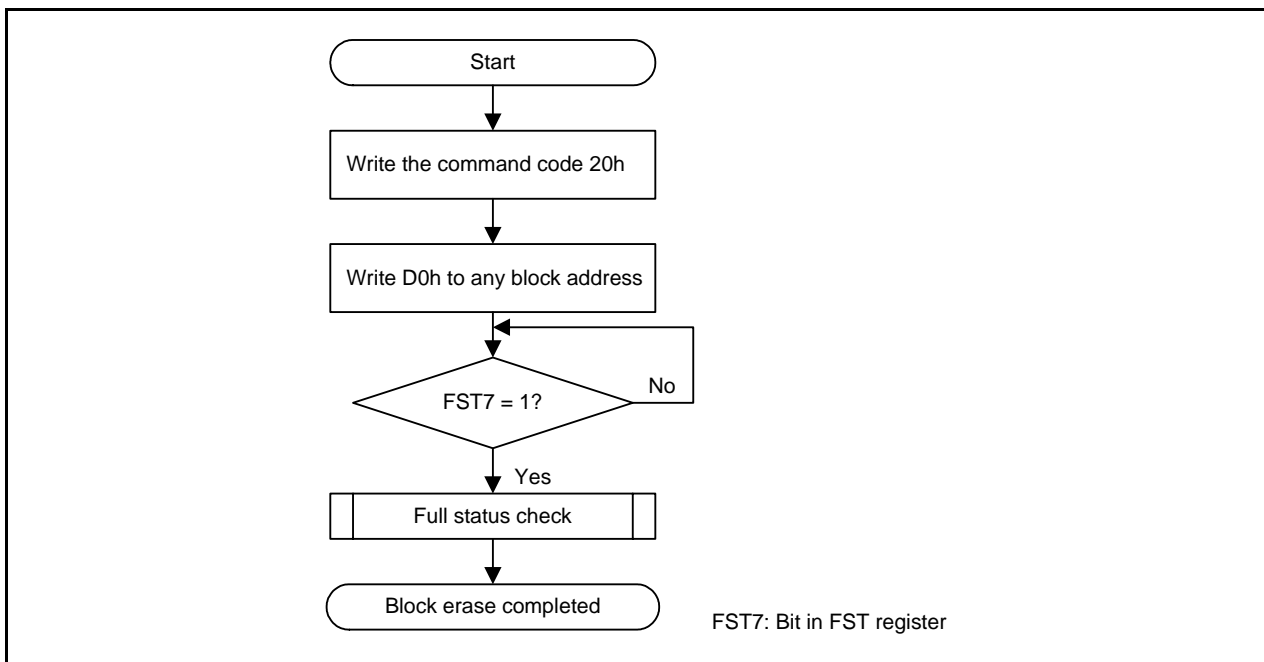 Start
Write the command code 20h
Write D0h to any block address
FST7 = 1?
No
Yes
Full status check
Block erase completed
FST7: Bit in FST register